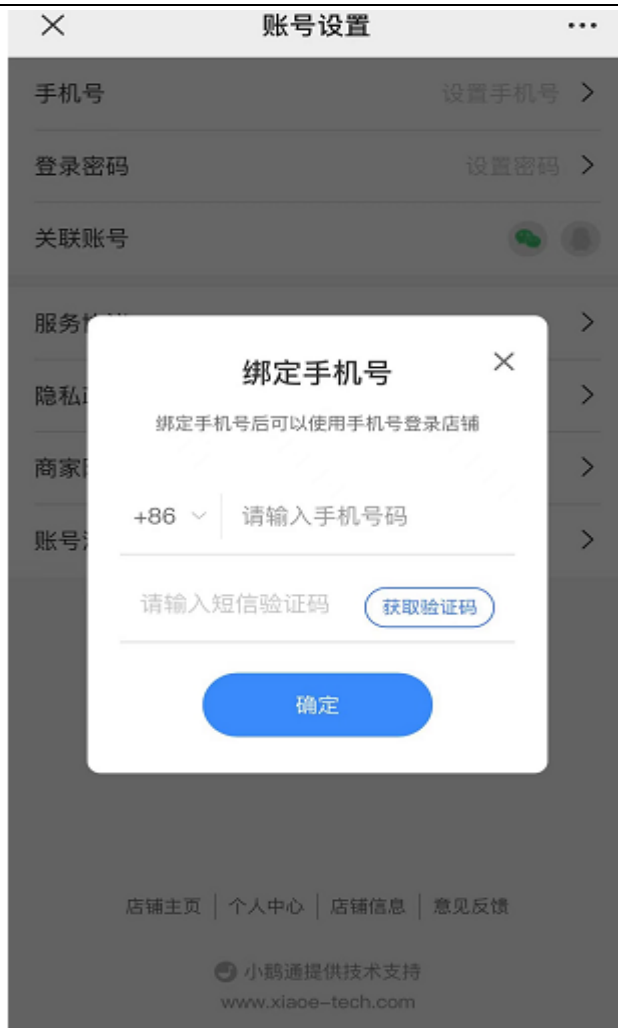 账号设置
手机号 设置手机号
登录密码 设置密码
关联账号
服务
绑定手机号
隐私
绑定手机号后可以使用手机号登录店铺
商家
+86 请输入手机号码
账号
请输入短信验证码 获取验证码
确定
店铺主页 | 个人中心 | 店铺信息 | 意见反馈
小鹅通提供技术支持
www.xiaoe-tech.com